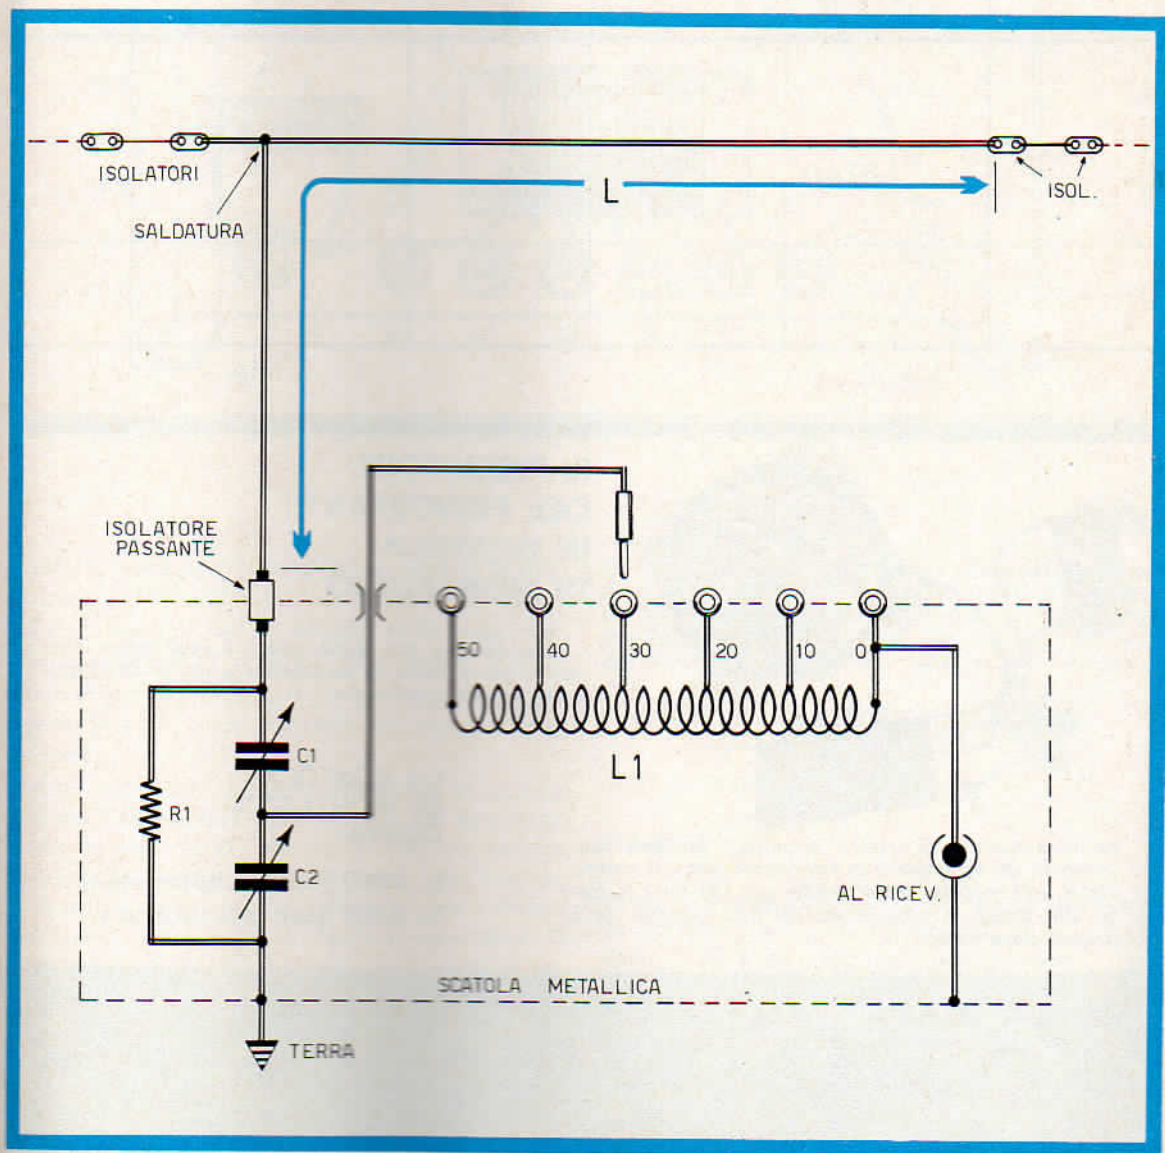 ISOLATORI
SALDATURA
L
ISOL.
ISOLATORE
PASSANTE
50 40 30 20 10 0
L1
C1
R1
C2
AL RICEV.
SCATOLA METALLICA
TERRA